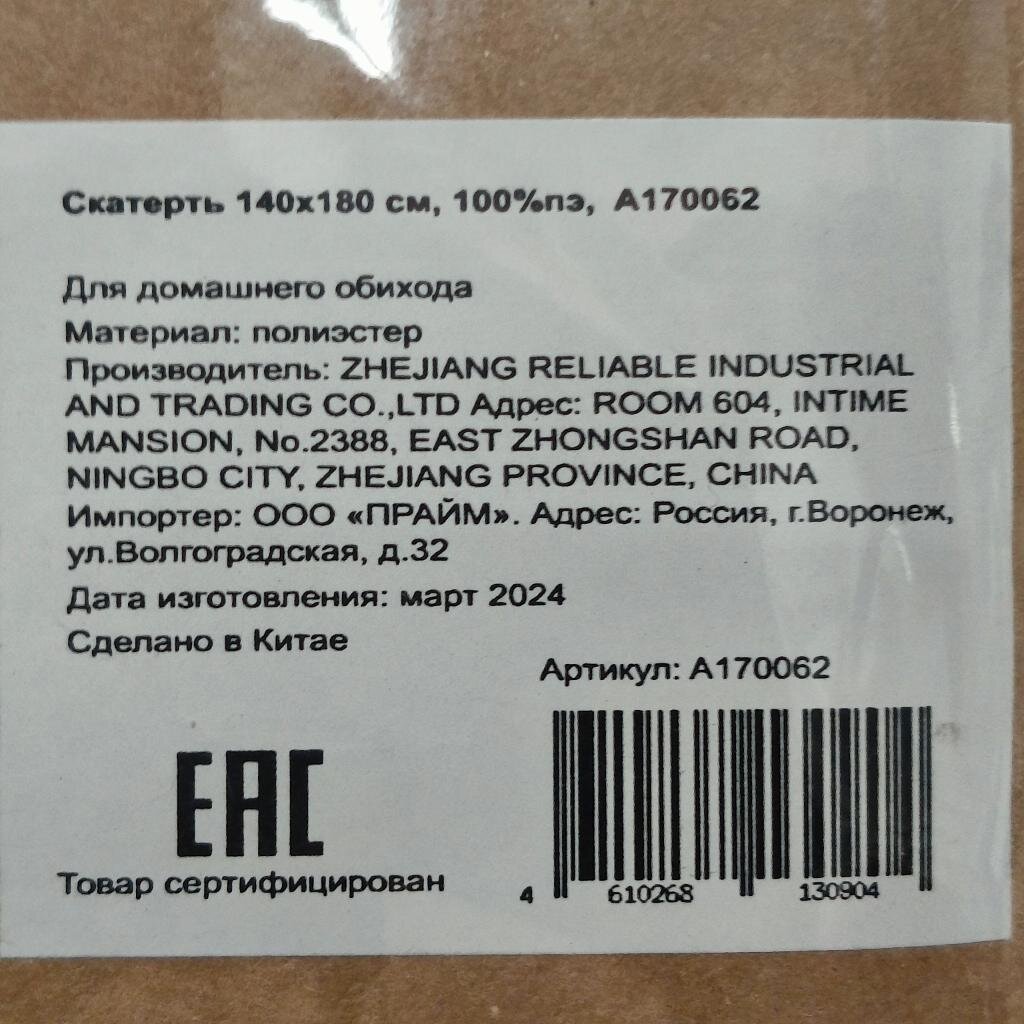 Скатерть 140х180 см, 100%пэ, А170062
Для домашнего обихода
Материал: полиэстер
Производитель: ZHEJIANG RELIABLE INDUSTRIAL
AND TRADING CO.,LTD Адрес: ROOM 604, INTIME
MANSION, No.2388, EAST ZHONGSHAN ROAD,
NINGBO CITY, ZHEJIANG PROVINCE, CHINA
Импортер: ООО «ПРАЙМ». Адрес: Россия, г.Воронеж,
ул.Волгоградская, д.32
Дата изготовления: март 2024
Сделано в Китае
Артикул: А170062
EAC
Товар сертифицирован
4 610268 130904